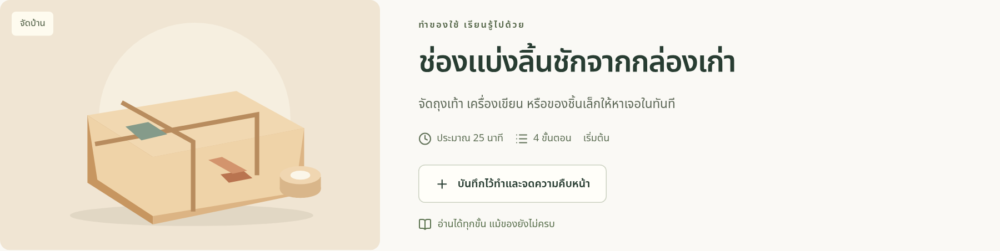 จัดบ้าน
ทำของใช้ เรียนรู้ไปด้วย
ช่องแบ่งลิ้นชักจากกล่องเก่า
จัดถุงเท้า เครื่องเขียน หรือของชิ้นเล็กให้หาเจอในทันที
ประมาณ 25 นาที 4 ขั้นตอน เริ่มต้น
บันทึกไว้ทำและจดความคืบหน้า
อ่านได้ทุกขั้น แม้ของยังไม่ครบ